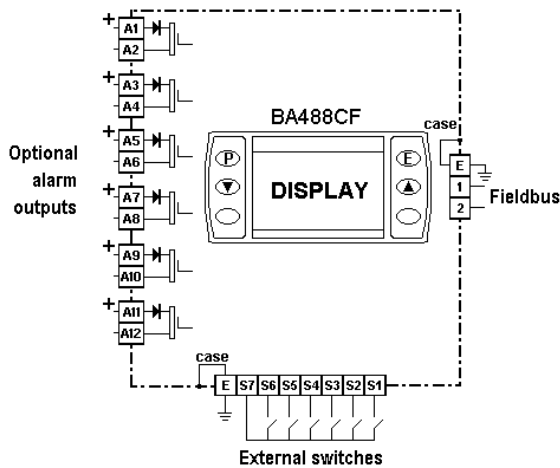 + A1
A2
+ A3
A4
+ A5
A6
+ A7
A8
+ A9
A10
+ A11
A12
Optional
alarm
outputs
BA488CF
P
E
DISPLAY
case
E
1
2
Fieldbus
case
E S7 S6 S5 S4 S3 S2 S1
External switches